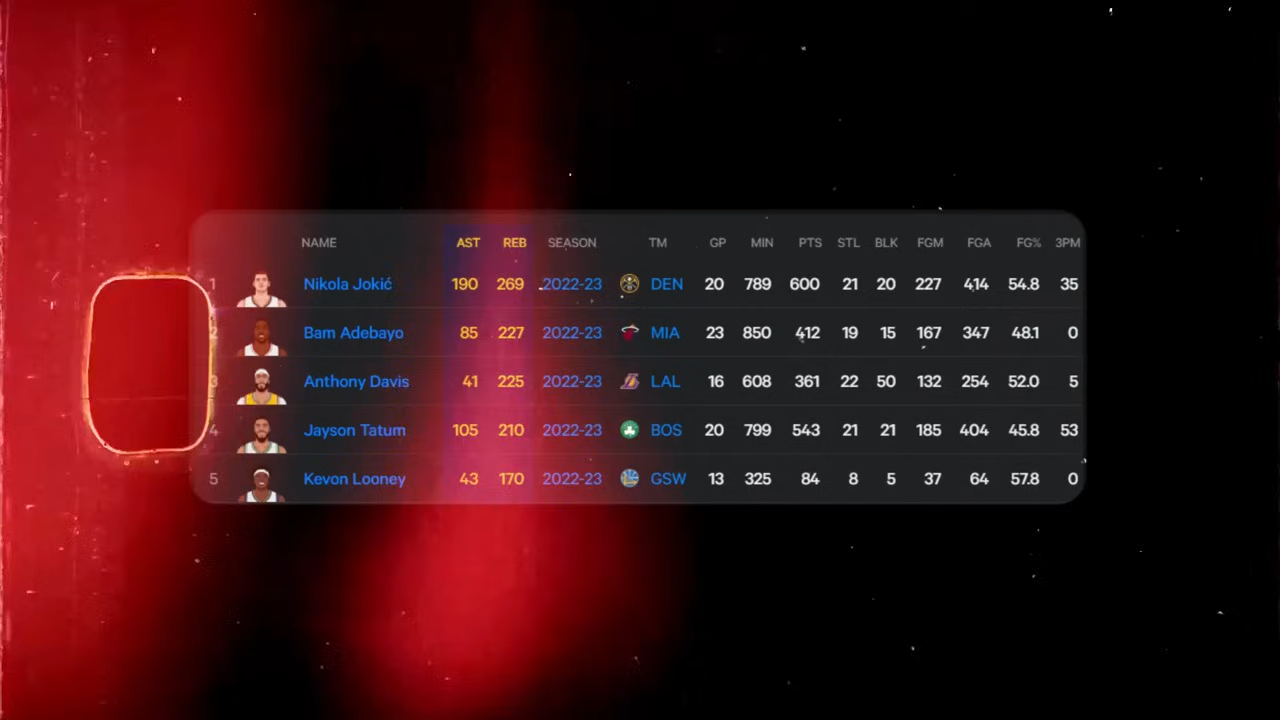 NAME AST REB SEASON TM GP MIN PTS STL BLK FGM FGA FG% 3PM
1 Nikola Jokić 190 269 2022-23 DEN 20 789 600 21 20 227 414 54.8 35
2 Bam Adebayo 85 227 2022-23 MIA 23 850 412 19 15 167 347 48.1 0
3 Anthony Davis 41 225 2022-23 LAL 16 608 361 22 50 132 254 52.0 5
4 Jayson Tatum 105 210 2022-23 BOS 20 799 543 21 21 185 404 45.8 53
5 Kevon Looney 43 170 2022-23 GSW 13 325 84 8 5 37 64 57.8 0